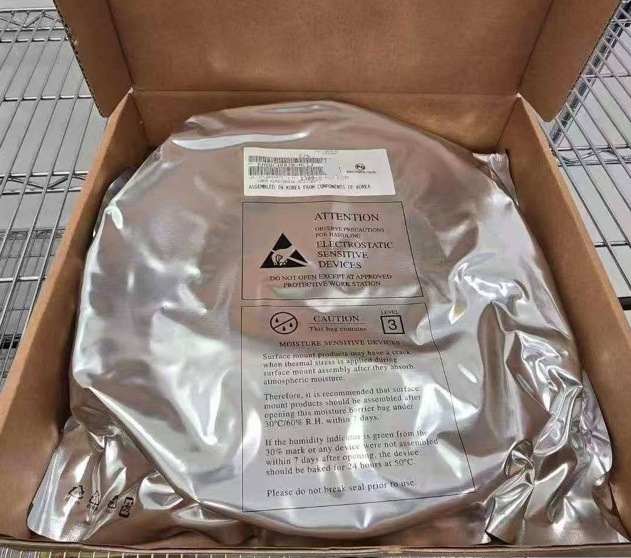 ASSEMBLED IN KOREA FROM COMPONENTS OF KOREA
ATTENTION
OBSERVE PRECAUTIONS
FOR HANDLING
ELECTROSTATIC
SENSITIVE
DEVICES
DO NOT OPEN EXCEPT AT APPROVED
PROTECTIVE WORK STATION
CAUTION
This bag contains
LEVEL
3
MOISTURE SENSITIVE DEVICES
Surface mount products may have a crack
when thermal stress is applied during
surface mount assembly after they absorb
atmospheric moisture.
Therefore, it is recommended that surface
mount products should be assembled after
opening this moisture barrier bag under
30°C/60% R.H. within 7 days.
If the humidity indicator is green from the
30% mark or any device were not assembled
within 7 days after opening, the device
should be baked for 24 hours at 50°C.
Please do not break seal prior to use.